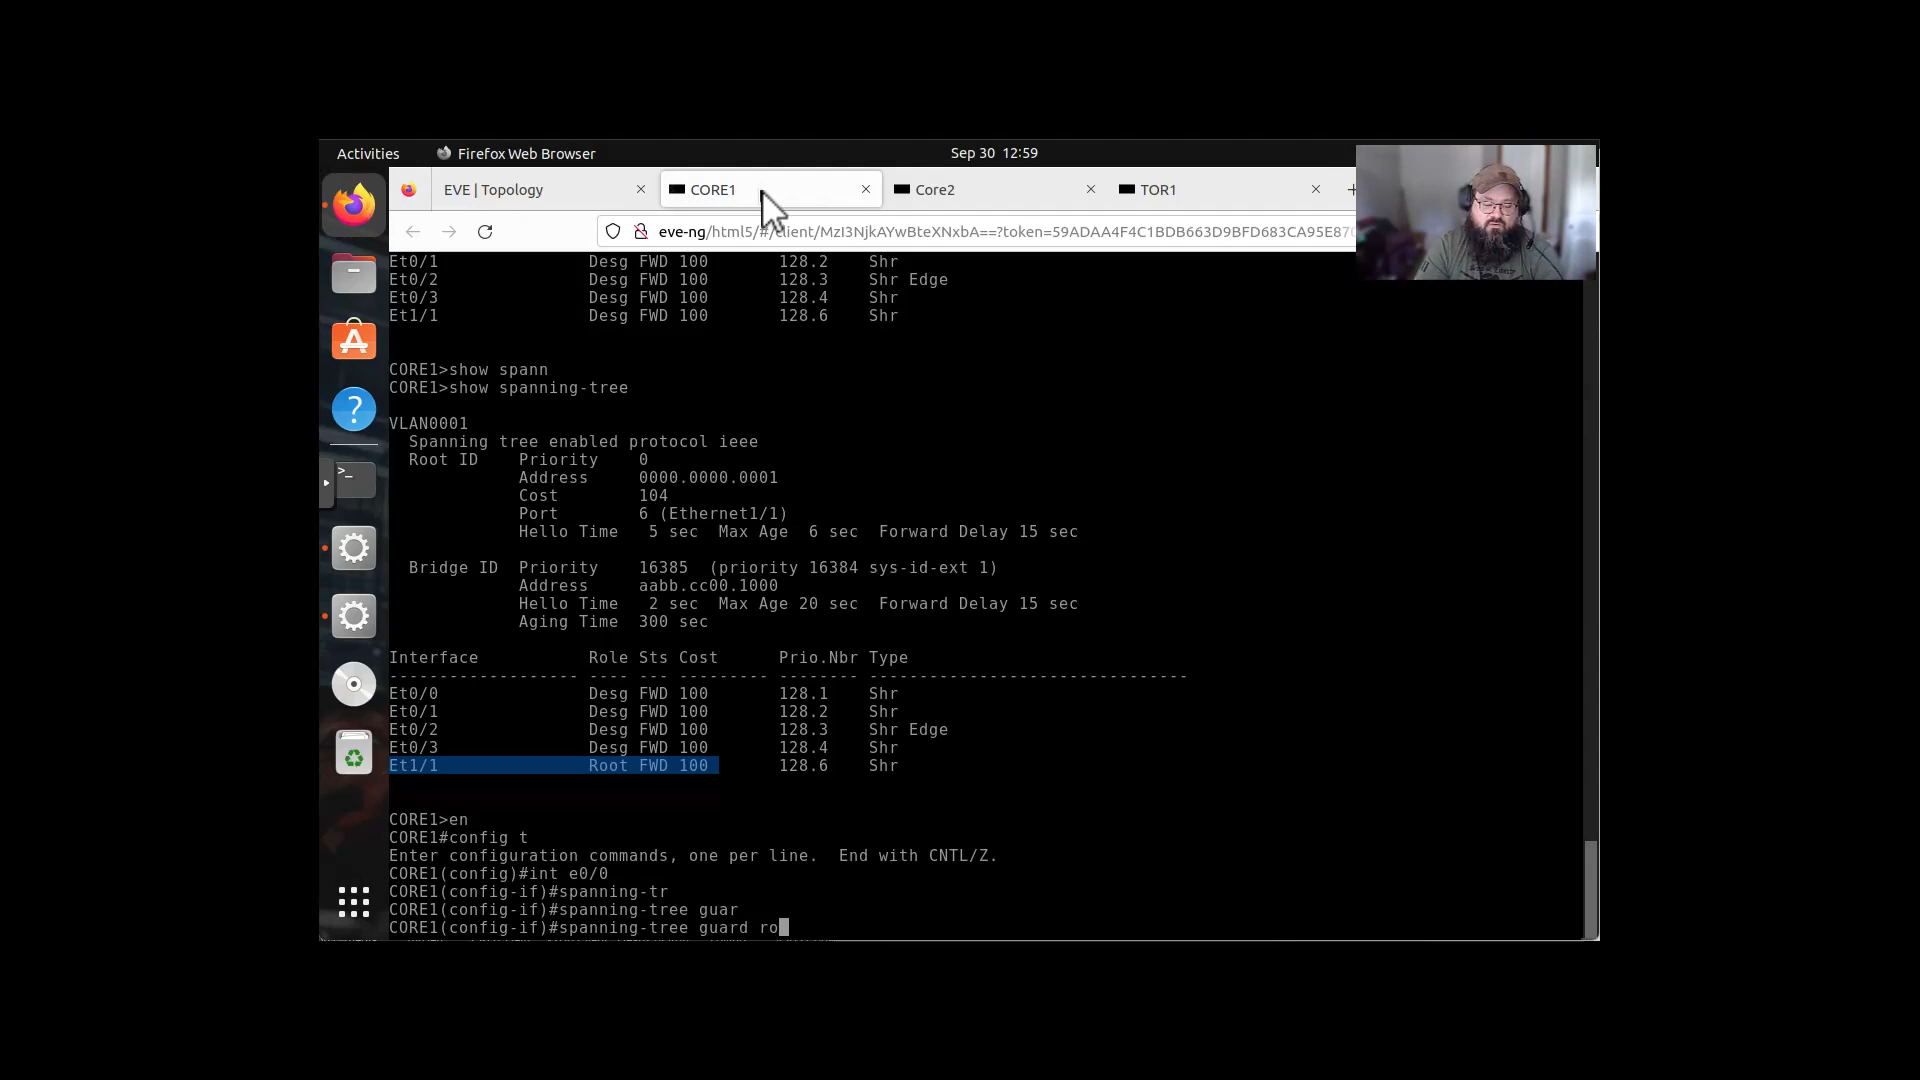 Activities Firefox Web Browser Sep 30 12:59
EVE | Topology CORE1 Core2 TOR1
eve-ng/html5/#/client/MzI3NjkAYwBteXNxbA==?token=59ADAA4F4C1BDB663D9BFD683CA95E870
Et0/1 Desg FWD 100 128.2 Shr
Et0/2 Desg FWD 100 128.3 Shr Edge
Et0/3 Desg FWD 100 128.4 Shr
Et1/1 Desg FWD 100 128.6 Shr
CORE1>show spann
CORE1>show spanning-tree
VLAN0001
Spanning tree enabled protocol ieee
Root ID Priority 0
Address 0000.0000.0001
Cost 104
Port 6 (Ethernet1/1)
Hello Time 5 sec Max Age 6 sec Forward Delay 15 sec
Bridge ID Priority 16385 (priority 16384 sys-id-ext 1)
Address aabb.cc00.1000
Hello Time 2 sec Max Age 20 sec Forward Delay 15 sec
Aging Time 300 sec
Interface Role Sts Cost Prio.Nbr Type
------------------- ---- --- --------- -------- --------------------------------
Et0/0 Desg FWD 100 128.1 Shr
Et0/1 Desg FWD 100 128.2 Shr
Et0/2 Desg FWD 100 128.3 Shr Edge
Et0/3 Desg FWD 100 128.4 Shr
Et1/1 Root FWD 100 128.6 Shr
CORE1>en
CORE1#config t
Enter configuration commands, one per line. End with CNTL/Z.
CORE1(config)#int e0/0
CORE1(config-if)#spanning-tr
CORE1(config-if)#spanning-tree guar
CORE1(config-if)#spanning-tree guard ro